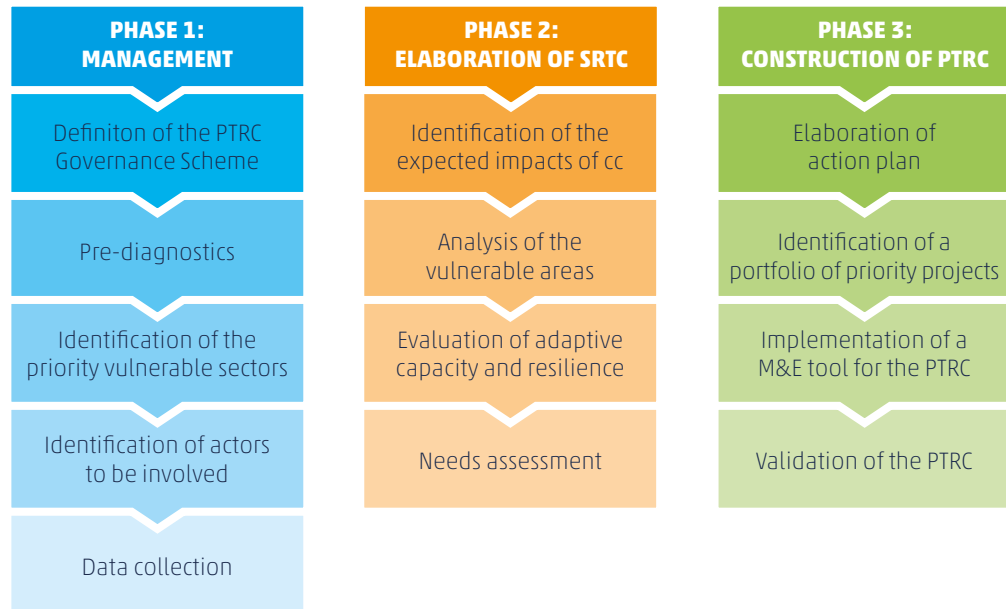 PHASE 1:
MANAGEMENT
Definiton of the PTRC
Governance Scheme
Pre-diagnostics
Identification of the
priority vulnerable sectors
Identification of actors
to be involved
Data collection
PHASE 2:
ELABORATION OF SRTC
Identification of the
expected impacts of cc
Analysis of the
vulnerable areas
Evaluation of adaptive
capacity and resilience
Needs assessment
PHASE 3:
CONSTRUCTION OF PTRC
Elaboration of
action plan
Identification of a
portfolio of priority projects
Implementation of a
M&E tool for the PTRC
Validation of the PTRC